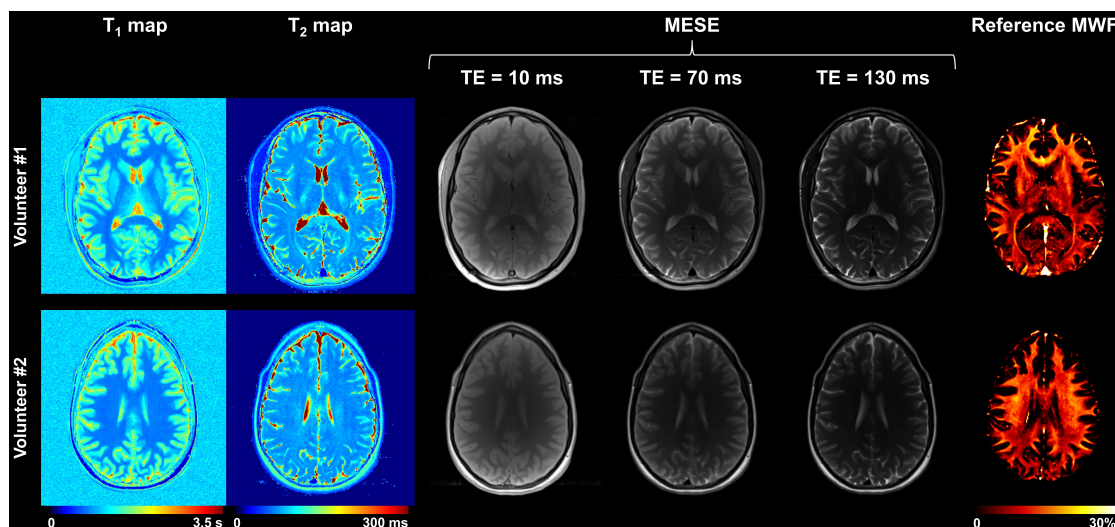 T₁ map T₂ map MESE Reference MWF
TE = 10 ms TE = 70 ms TE = 130 ms
Volunteer #1
Volunteer #2
0 3.5 s 0 300 ms 0 30%